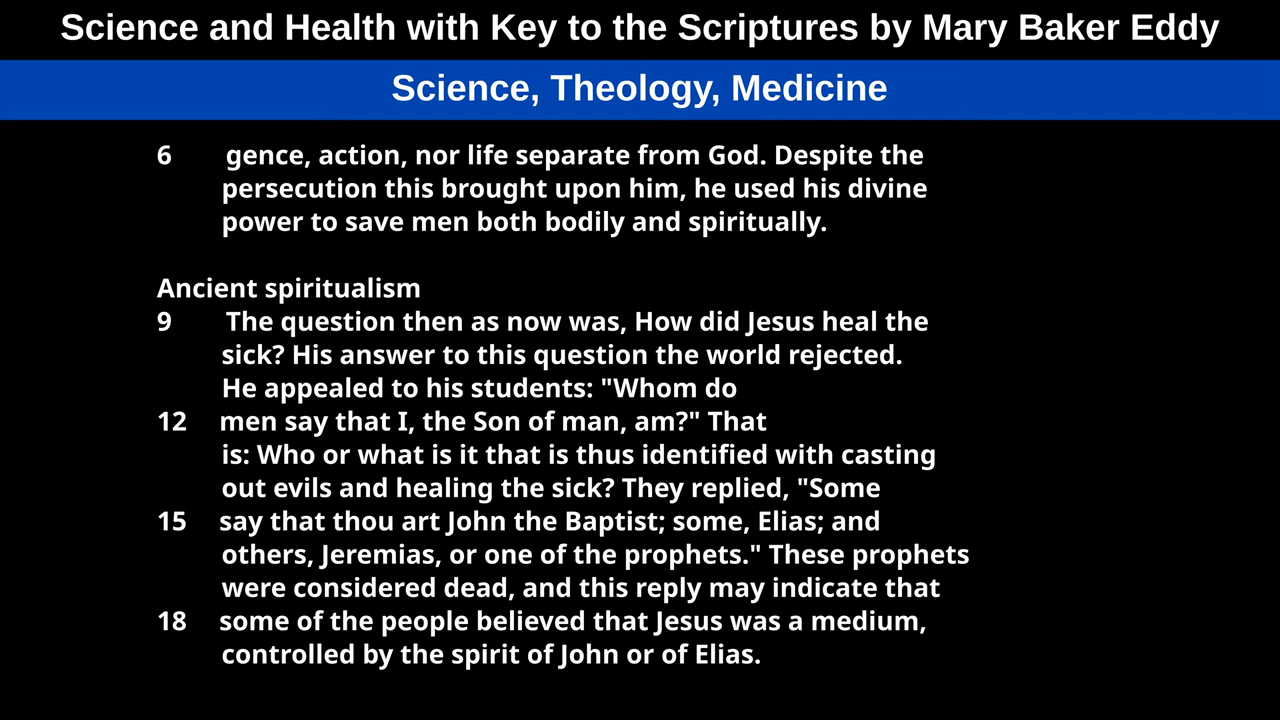 Science and Health with Key to the Scriptures by Mary Baker Eddy
Science, Theology, Medicine
6 gence, action, nor life separate from God. Despite the
persecution this brought upon him, he used his divine
power to save men both bodily and spiritually.
Ancient spiritualism
9 The question then as now was, How did Jesus heal the
sick? His answer to this question the world rejected.
He appealed to his students: "Whom do
12 men say that I, the Son of man, am?" That
is: Who or what is it that is thus identified with casting
out evils and healing the sick? They replied, "Some
15 say that thou art John the Baptist; some, Elias; and
others, Jeremias, or one of the prophets." These prophets
were considered dead, and this reply may indicate that
18 some of the people believed that Jesus was a medium,
controlled by the spirit of John or of Elias.